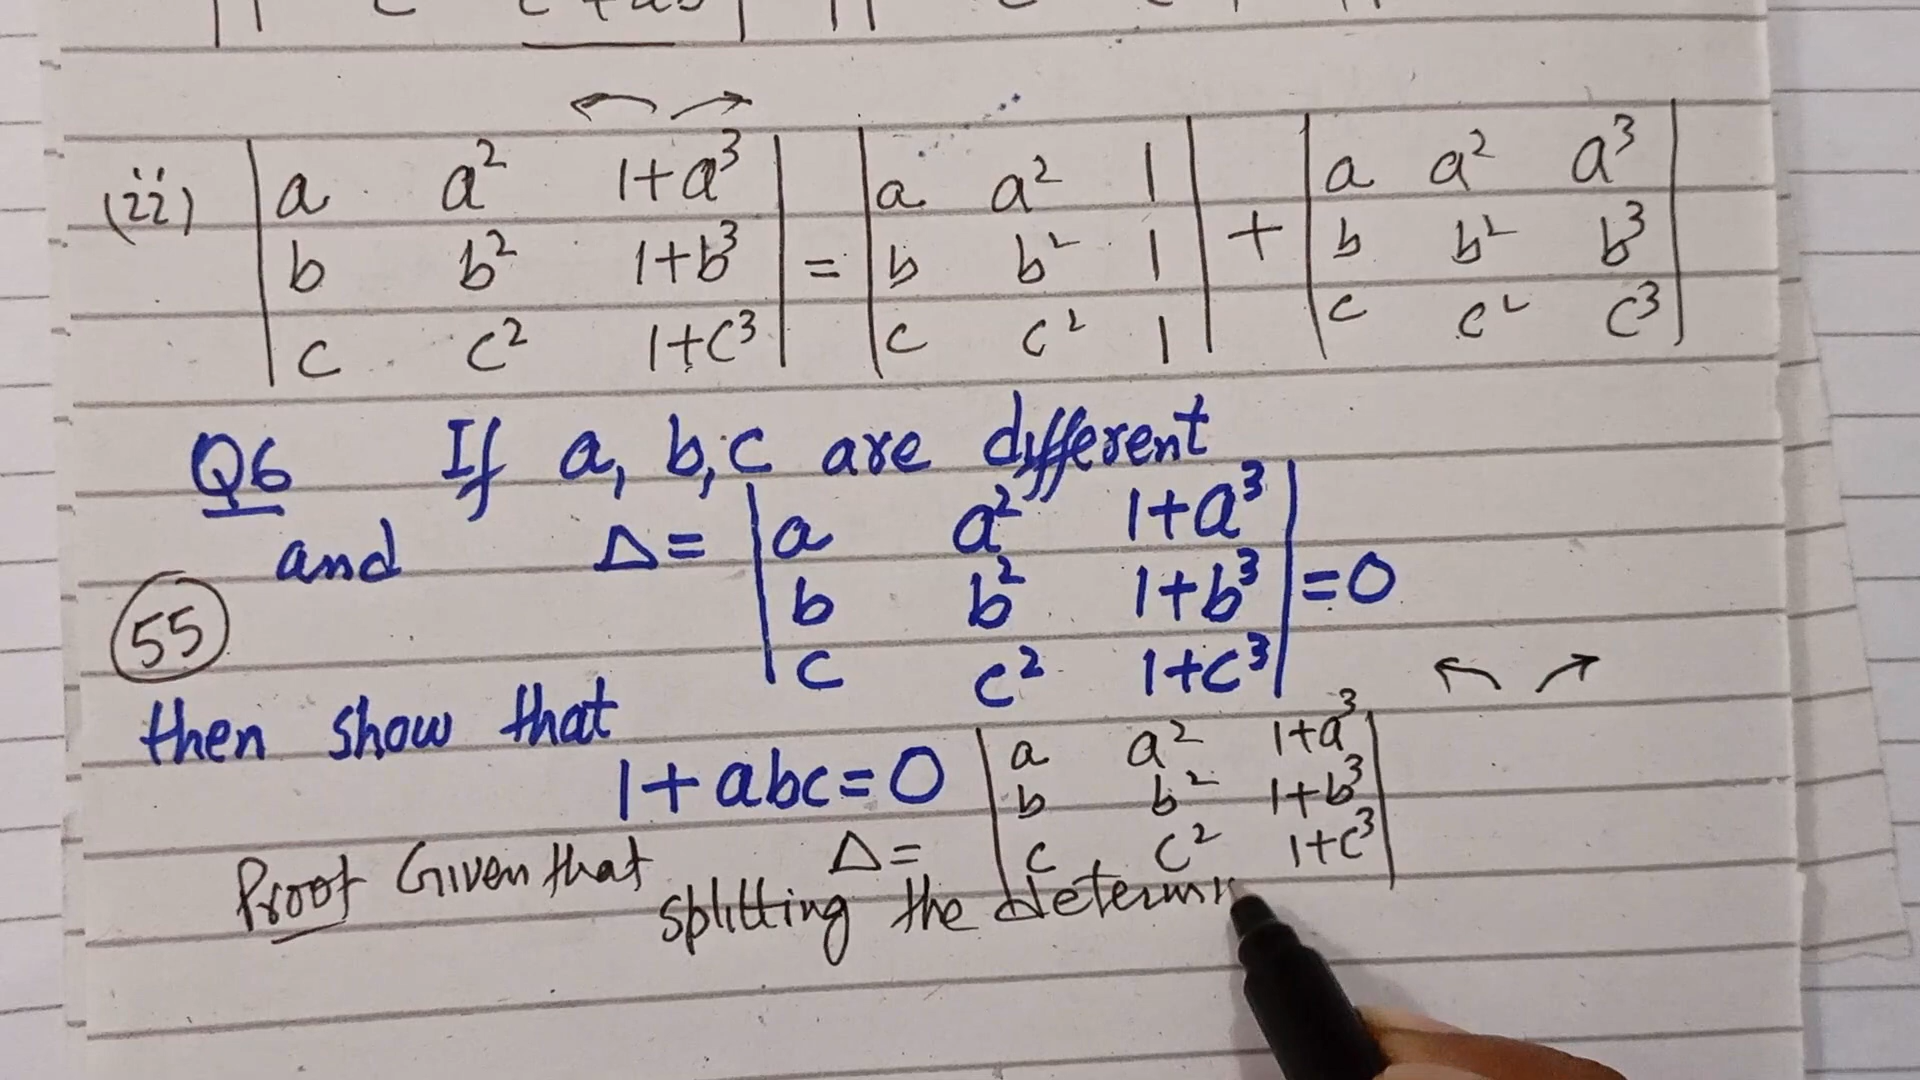 (ii) | a a² 1+a³ | = | a a² 1 | + | a a² a³ |
| b b² 1+b³ | | b b² 1 | | b b² b³ |
| c c² 1+c³ | | c c² 1 | | c c² c³ |
Q6 If a, b, c are different
and Δ = | a a² 1+a³ |
| b b² 1+b³ | = 0
55
| c c² 1+c³ |
then show that
1 + abc = 0
Proof Given that Δ = | a a² 1+a³ |
| b b² 1+b³ |
| c c² 1+c³ |
splitting the determi